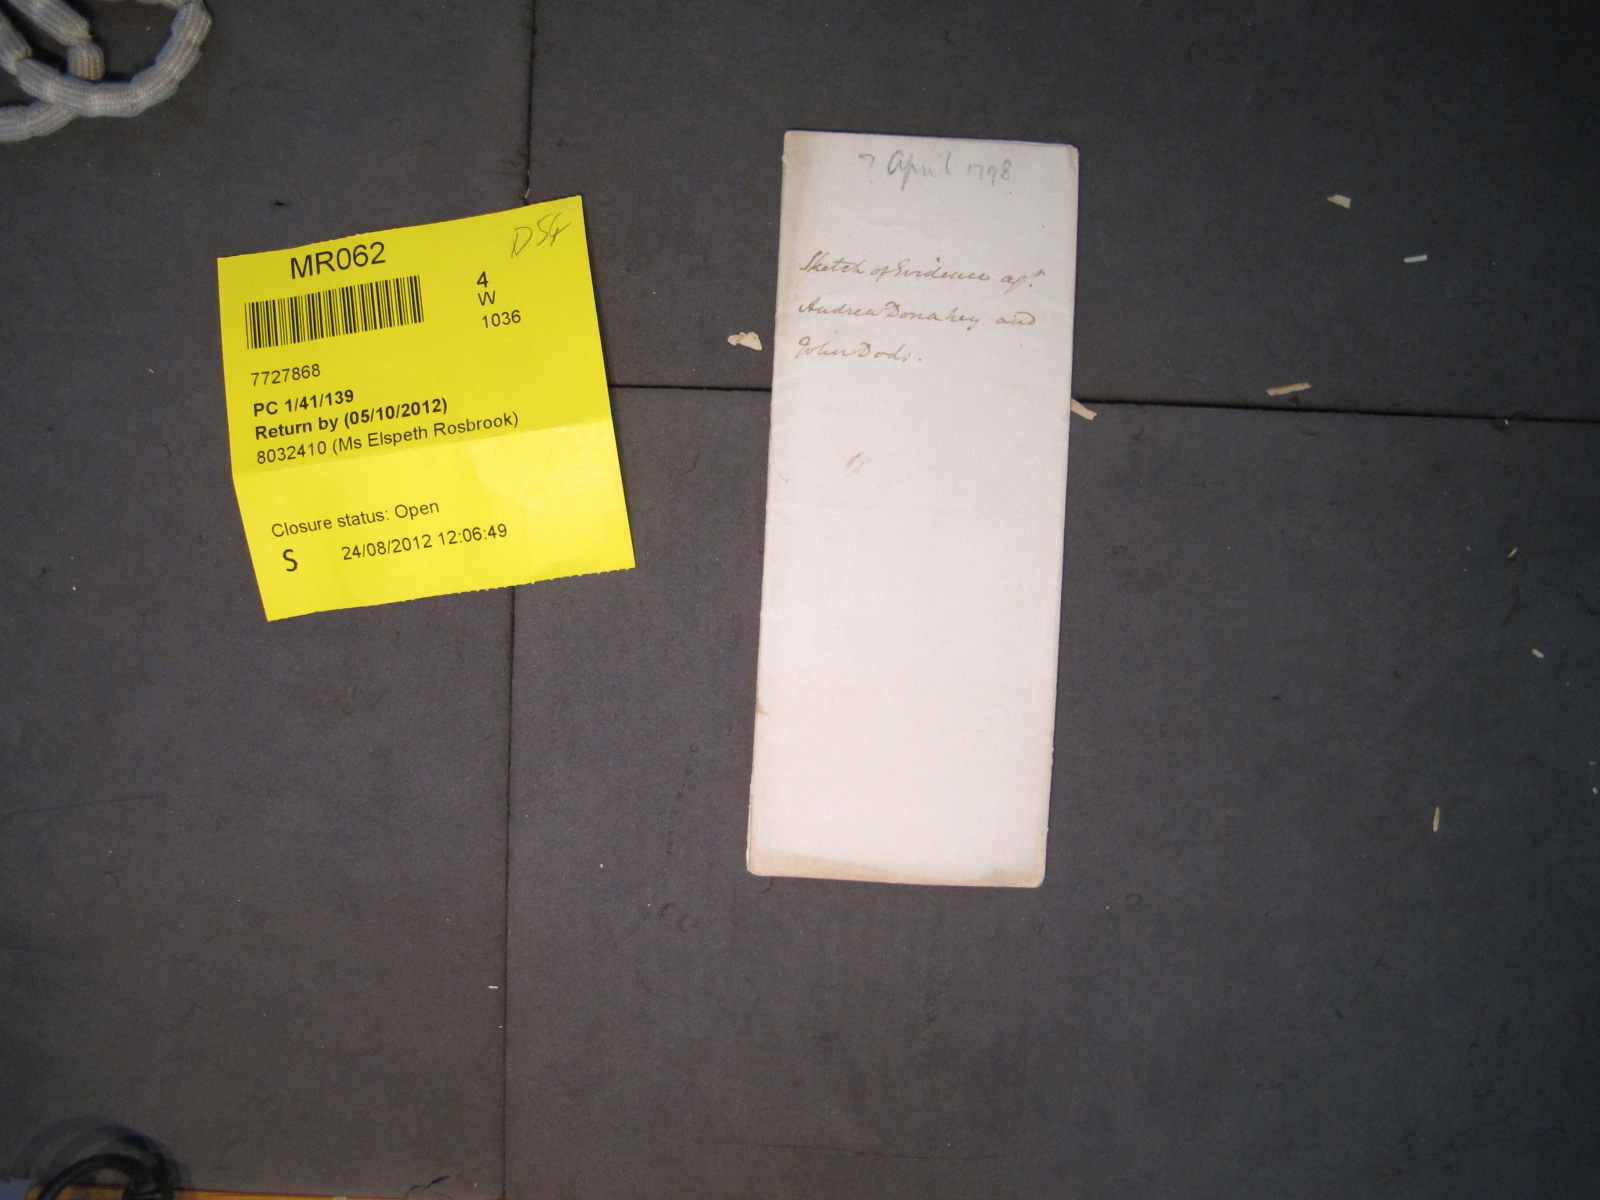 MR062
D54
4
W
1036
7727868
PC 1/41/139
Return by (05/10/2012)
8032410 (Ms Elspeth Rosbrook)
Closure status: Open
S 24/08/2012 12:06:49
? April 1798
Sketch of Evidence agt.
Andrew Donahey and
John Dods.